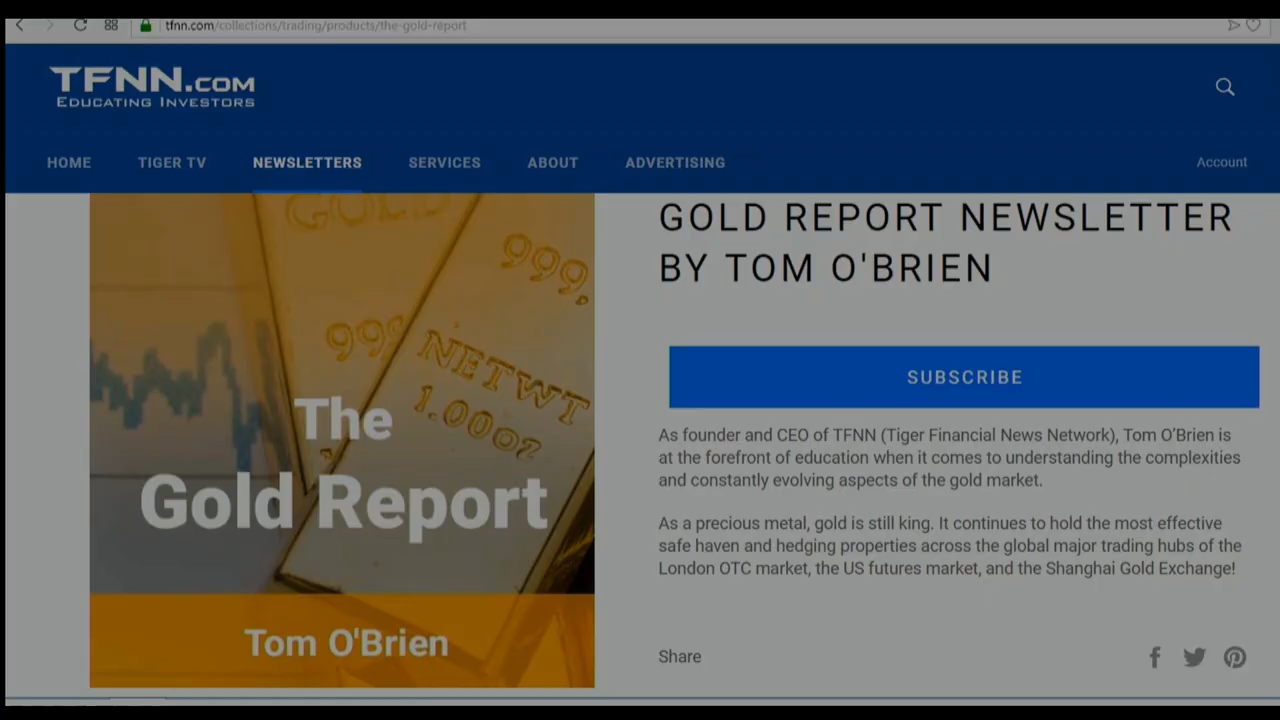 tfnn.com/collections/trading/products/the-gold-report
TFNN.COM
EDUCATING INVESTORS
HOME
TIGER TV
NEWSLETTERS
SERVICES
ABOUT
ADVERTISING
Account
GOLD
999.
999
NETWT
1.00OZ
The
Gold Report
Tom O'Brien
GOLD REPORT NEWSLETTER
BY TOM O'BRIEN
SUBSCRIBE
As founder and CEO of TFNN (Tiger Financial News Network), Tom O’Brien is
at the forefront of education when it comes to understanding the complexities
and constantly evolving aspects of the gold market.
As a precious metal, gold is still king. It continues to hold the most effective
safe haven and hedging properties across the global major trading hubs of the
London OTC market, the US futures market, and the Shanghai Gold Exchange!
Share